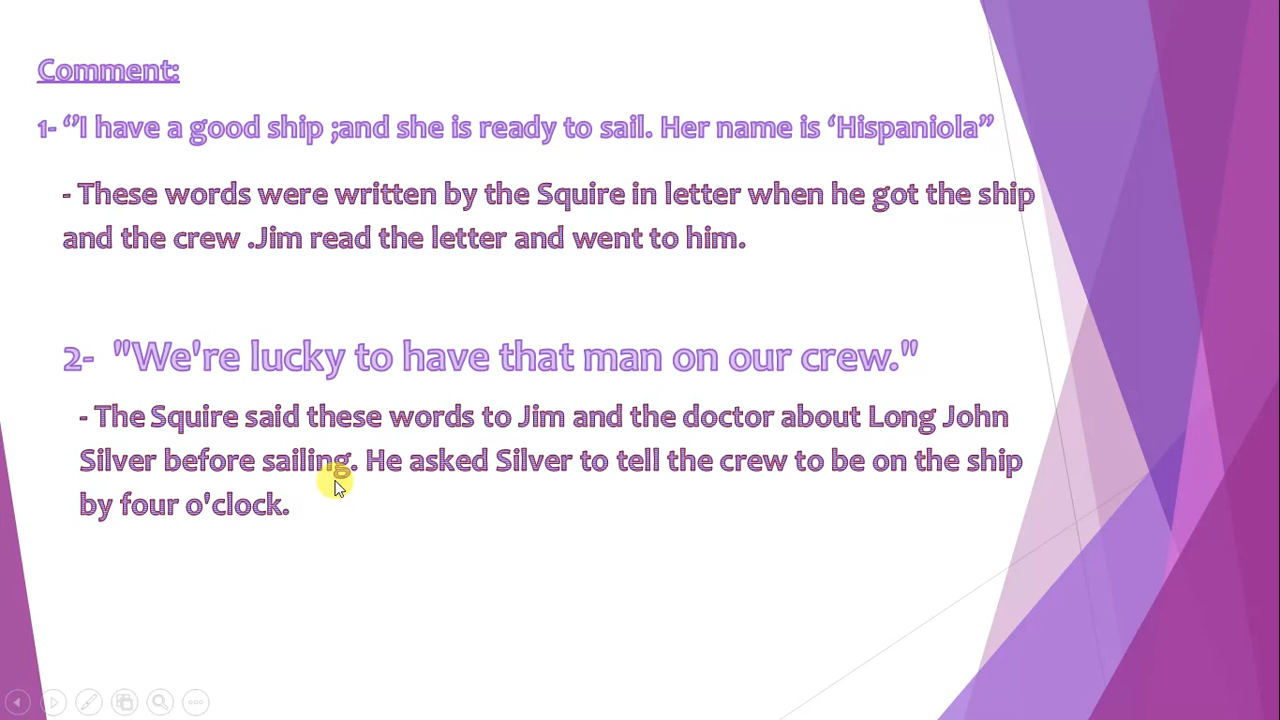 Comment:
1- ‘’I have a good ship ;and she is ready to sail. Her name is ‘Hispaniola”
- These words were written by the Squire in letter when he got the ship
and the crew .Jim read the letter and went to him.
2- "We're lucky to have that man on our crew."
- The Squire said these words to Jim and the doctor about Long John
Silver before sailing. He asked Silver to tell the crew to be on the ship
by four o'clock.